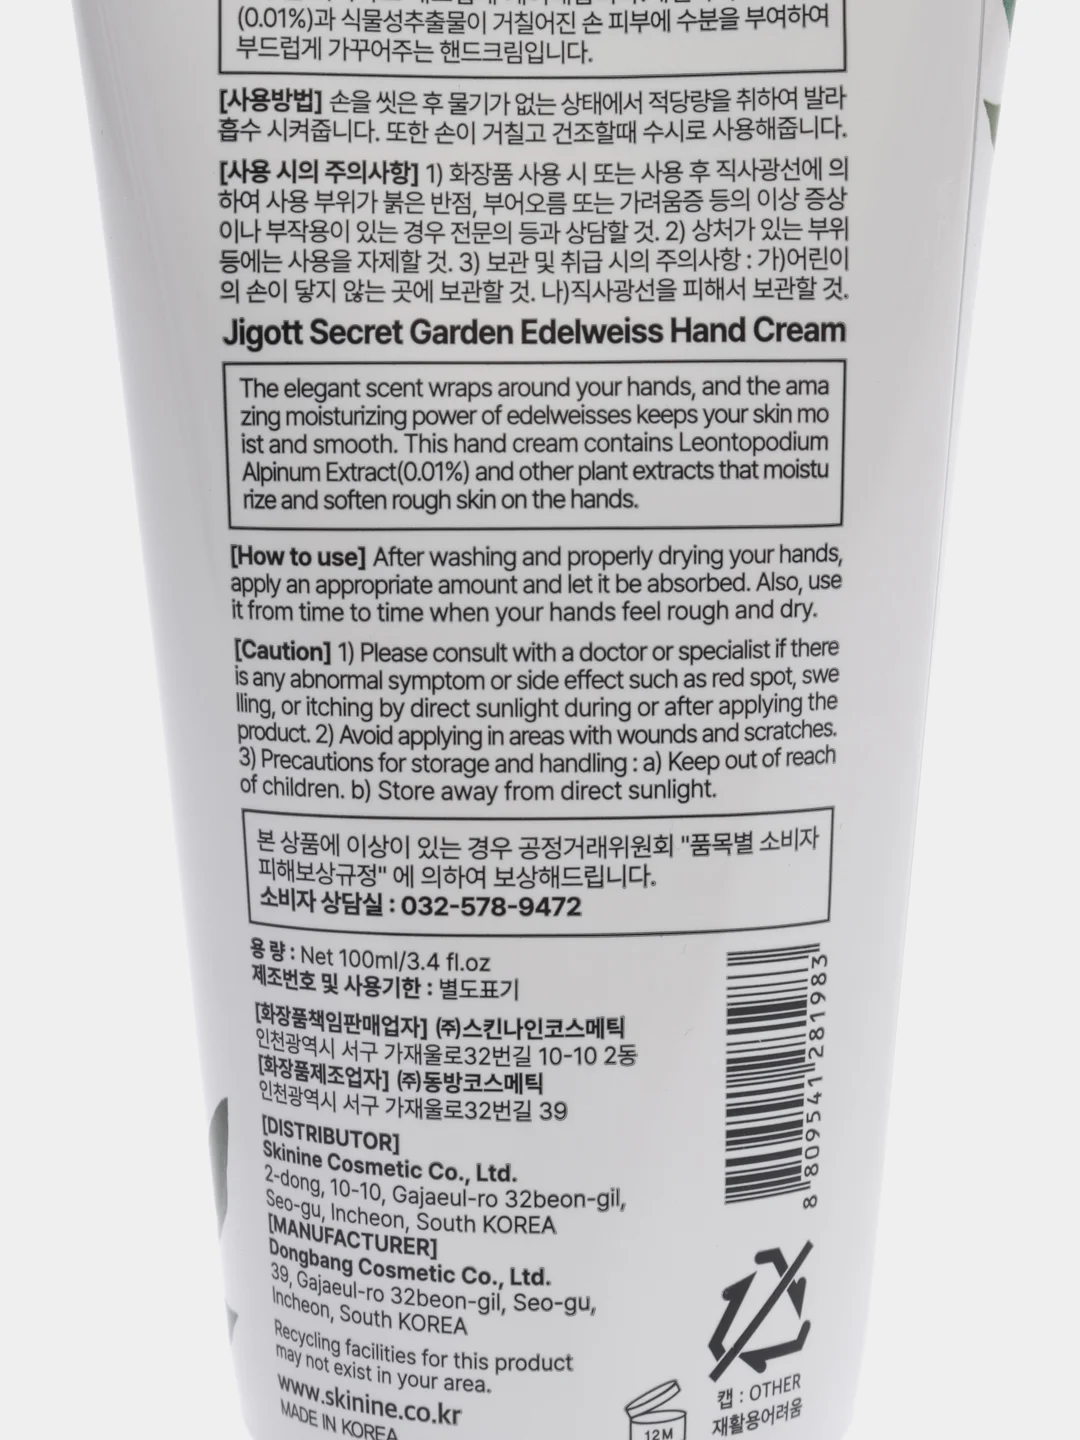 (0.01%)과 식물성추출물이 거칠어진 손 피부에 수분을 부여하여
부드럽게 가꾸어주는 핸드크림입니다.
[사용방법] 손을 씻은 후 물기가 없는 상태에서 적당량을 취하여 발라
흡수 시켜줍니다. 또한 손이 거칠고 건조할때 수시로 사용해줍니다.
[사용 시의 주의사항] 1) 화장품 사용 시 또는 사용 후 직사광선에 의
하여 사용 부위가 붉은 반점, 부어오름 또는 가려움증 등의 이상 증상
이나 부작용이 있는 경우 전문의 등과 상담할 것. 2) 상처가 있는 부위
등에는 사용을 자제할 것. 3) 보관 및 취급 시의 주의사항 : 가)어린이
의 손이 닿지 않는 곳에 보관할 것. 나)직사광선을 피해서 보관할 것.
Jigott Secret Garden Edelweiss Hand Cream
The elegant scent wraps around your hands, and the ama
zing moisturizing power of edelweisses keeps your skin mo
ist and smooth. This hand cream contains Leontopodium
Alpinum Extract(0.01%) and other plant extracts that moistu
rize and soften rough skin on the hands.
[How to use] After washing and properly drying your hands,
apply an appropriate amount and let it be absorbed. Also, use
it from time to time when your hands feel rough and dry.
[Caution] 1) Please consult with a doctor or specialist if there
is any abnormal symptom or side effect such as red spot, swe
lling, or itching by direct sunlight during or after applying the
product. 2) Avoid applying in areas with wounds and scratches.
3) Precautions for storage and handling : a) Keep out of reach
of children. b) Store away from direct sunlight.
본 상품에 이상이 있는 경우 공정거래위원회 "품목별 소비자
피해보상규정" 에 의하여 보상해드립니다.
소비자 상담실 : 032-578-9472
용 량 : Net 100ml/3.4 fl.oz
제조번호 및 사용기한 : 별도표기
[화장품책임판매업자] (주)스킨나인코스메틱
인천광역시 서구 가재울로32번길 10-10 2동
[화장품제조업자] (주)동방코스메틱
인천광역시 서구 가재울로32번길 39
[DISTRIBUTOR]
Skinine Cosmetic Co., Ltd.
2-dong, 10-10, Gajaeul-ro 32beon-gil,
Seo-gu, Incheon, South KOREA
[MANUFACTURER]
Dongbang Cosmetic Co., Ltd.
39, Gajaeul-ro 32beon-gil, Seo-gu,
Incheon, South KOREA
Recycling facilities for this product
may not exist in your area.
www.skinine.co.kr
MADE IN KOREA
8 809541 281983
12M
캡 : OTHER
재활용어려움